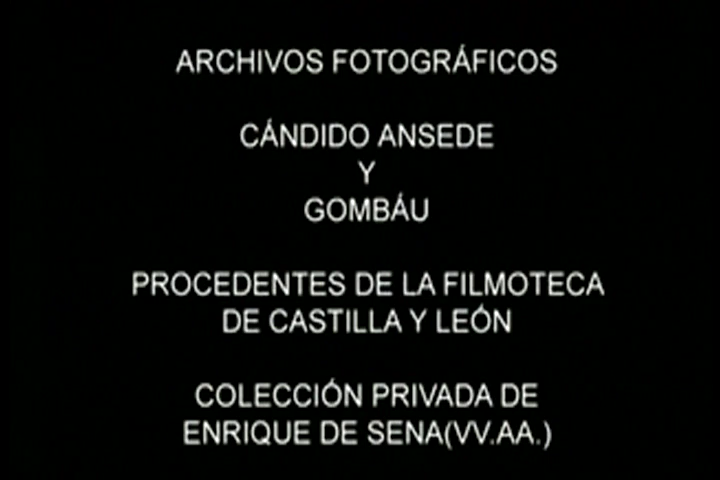 ARCHIVOS FOTOGRÁFICOS
CÁNDIDO ANSEDE
Y
GOMBÁU
PROCEDENTES DE LA FILMOTECA
DE CASTILLA Y LEÓN
COLECCIÓN PRIVADA DE
ENRIQUE DE SENA(VV.AA.)